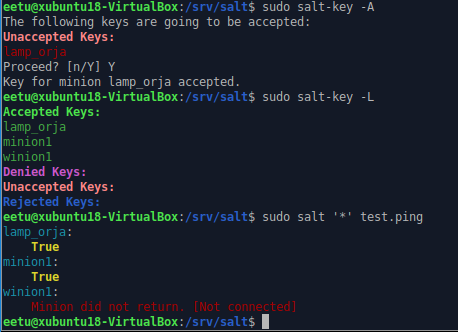 eetu@xubuntu18-VirtualBox:/srv/salt$ sudo salt-key -A
The following keys are going to be accepted:
Unaccepted Keys:
lamp_orja
Proceed? [n/Y] Y
Key for minion lamp_orja accepted.
eetu@xubuntu18-VirtualBox:/srv/salt$ sudo salt-key -L
Accepted Keys:
lamp_orja
minion1
winion1
Denied Keys:
Unaccepted Keys:
Rejected Keys:
eetu@xubuntu18-VirtualBox:/srv/salt$ sudo salt '*' test.ping
lamp_orja:
    True
minion1:
    True
winion1:
    Minion did not return. [Not connected]
eetu@xubuntu18-VirtualBox:/srv/salt$